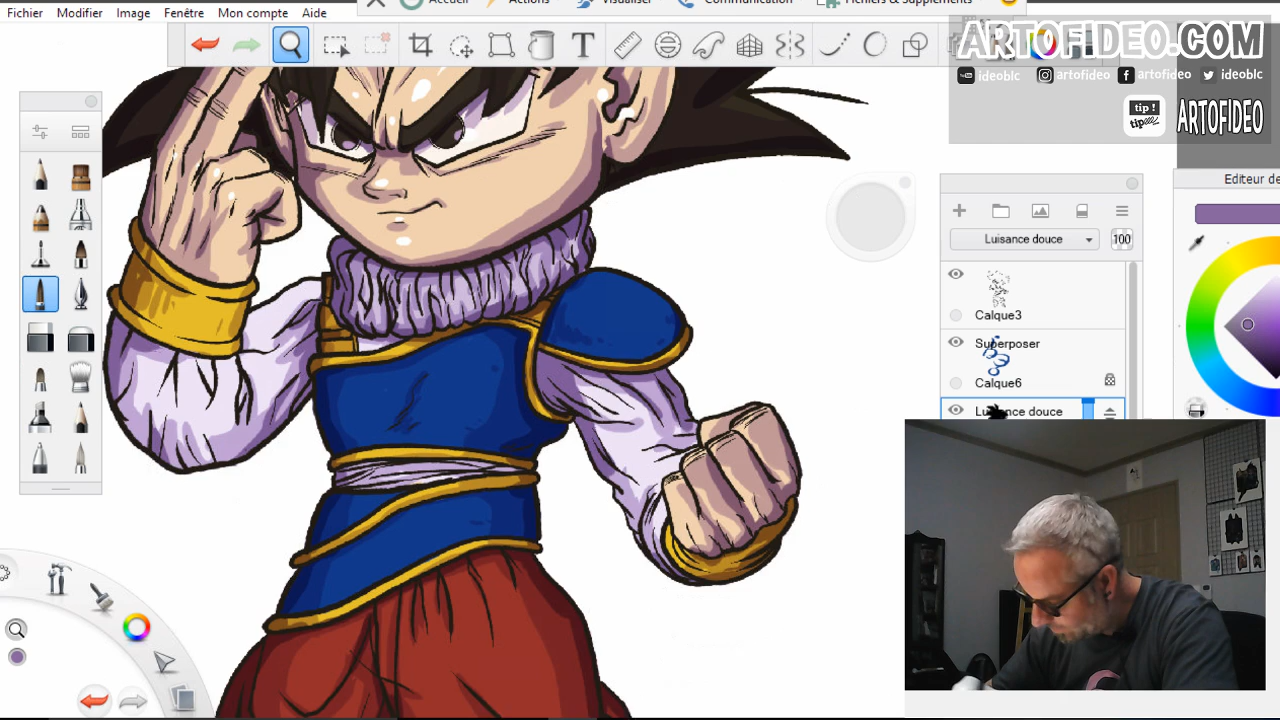 Accueil Actions Visualiser Communication Fichiers & Suppléments
Fichier Modifier Image Fenêtre Mon compte Aide
ARTOFIDEO.COM
ideoblc artofideo artofideo ideoblc
tip !
tip
ARTOFIDEO
T
Editeur de
Luisance douce 100
Calque3
Superposer
Calque6
Luisance douce